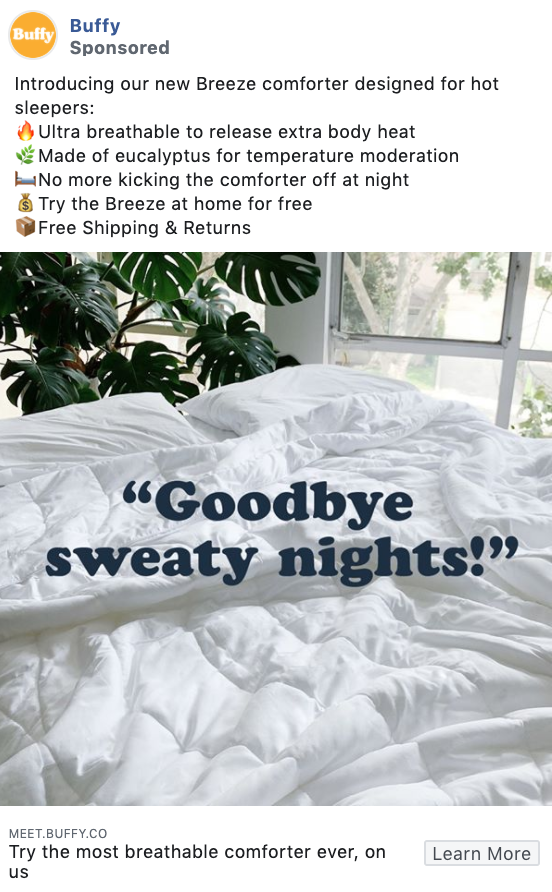 Buffy
Buffy
Sponsored
Introducing our new Breeze comforter designed for hot
sleepers:
🔥Ultra breathable to release extra body heat
🌿Made of eucalyptus for temperature moderation
🛏️No more kicking the comforter off at night
💰Try the Breeze at home for free
📦Free Shipping & Returns
“Goodbye
sweaty nights!”
MEET.BUFFY.CO
Try the most breathable comforter ever, on
us
Learn More